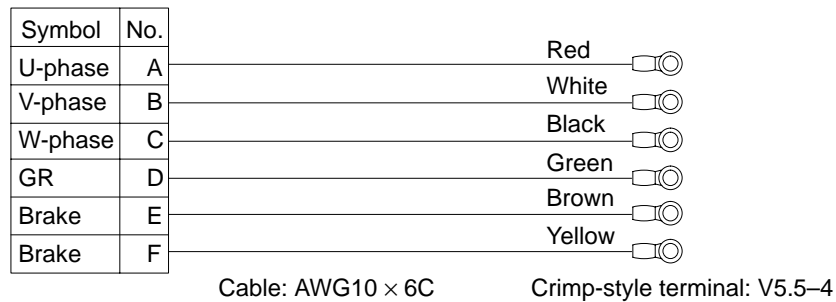 Symbol No.
Red
U-phase A
White
V-phase B
Black
W-phase C
Green
GR D
Brown
Brake E
Yellow
Brake F
Cable: AWG10 × 6C Crimp-style terminal: V5.5–4